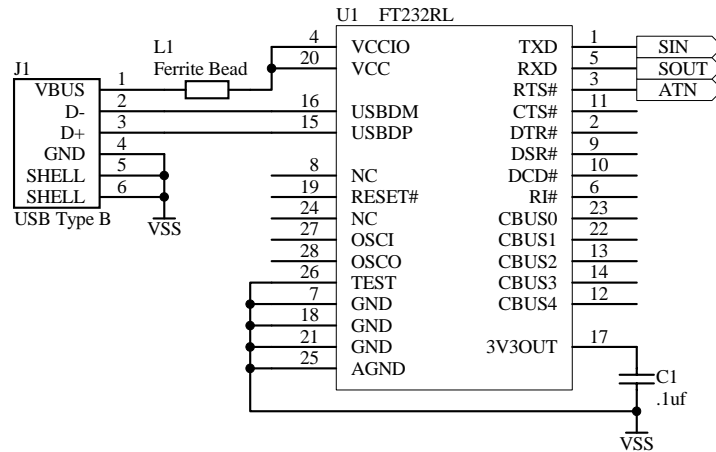 U1 FT232RL
L1
Ferrite Bead
J1
VBUS 1
D- 2
D+ 3
GND 4
SHELL 5
SHELL 6
USB Type B
VSS
4 VCCIO TXD 1 SIN
20 VCC RXD 5 SOUT
RTS# 3 ATN
16 USBDM CTS# 11
15 USBDP DTR# 2
DSR# 9
8 NC DCD# 10
19 RESET# RI# 6
24 NC CBUS0 23
27 OSCI CBUS1 22
28 OSCO CBUS2 13
26 TEST CBUS3 14
7 GND CBUS4 12
18 GND
21 GND 3V3OUT 17
25 AGND
C1
.1uf
VSS